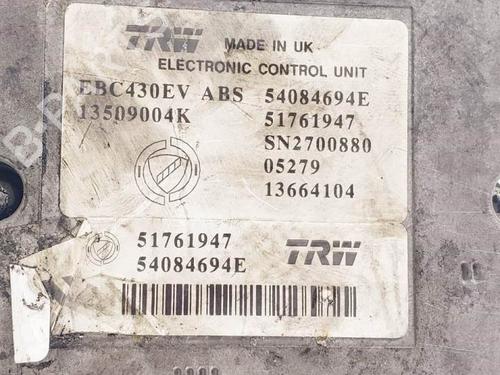 TRW MADE IN UK
ELECTRONIC CONTROL UNIT
EBC430EV ABS 54084694E
13509004K 51761947
SN2700880
05279
13664104
51761947 TRW
54084694E